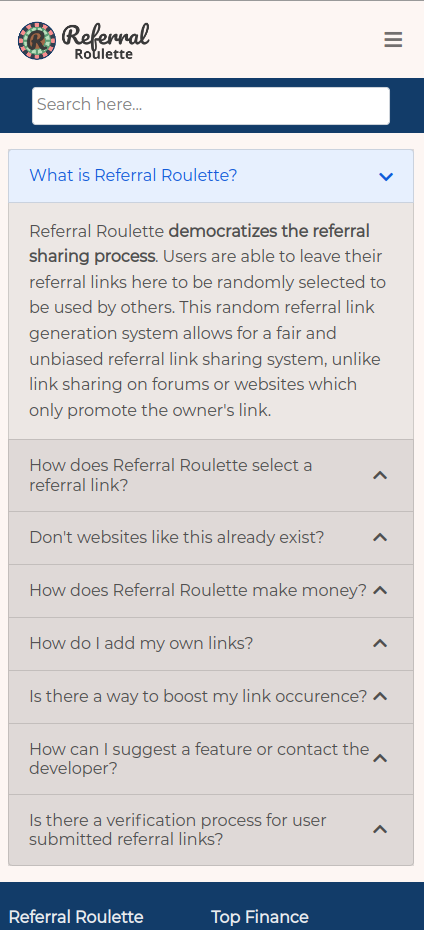 Referral
Roulette
Search here...
What is Referral Roulette?
Referral Roulette democratizes the referral
sharing process. Users are able to leave their
referral links here to be randomly selected to
be used by others. This random referral link
generation system allows for a fair and
unbiased referral link sharing system, unlike
link sharing on forums or websites which
only promote the owner's link.
How does Referral Roulette select a
referral link?
Don't websites like this already exist?
How does Referral Roulette make money?
How do I add my own links?
Is there a way to boost my link occurence?
How can I suggest a feature or contact the
developer?
Is there a verification process for user
submitted referral links?
Referral Roulette
Top Finance